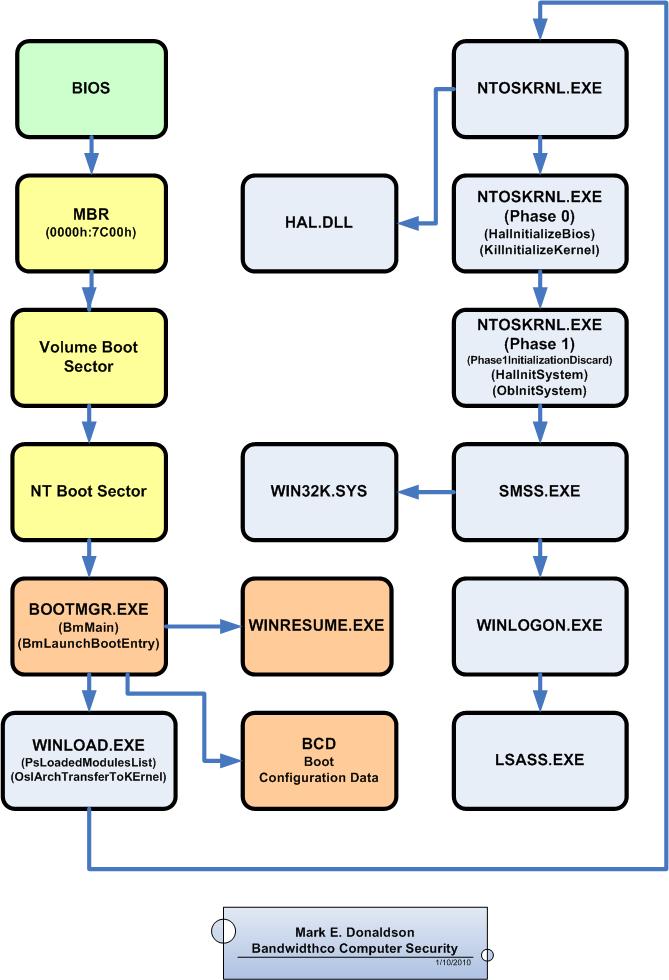 BIOS
MBR
(0000h:7C00h)
Volume Boot
Sector
NT Boot Sector
BOOTMGR.EXE
(BmMain)
(BmLaunchBootEntry)
WINLOAD.EXE
(PsLoadedModulesList)
(OslArchTransferToKErnel)
HAL.DLL
WIN32K.SYS
WINRESUME.EXE
BCD
Boot
Configuration Data
NTOSKRNL.EXE
NTOSKRNL.EXE
(Phase 0)
(HalInitializeBios)
(KiIInitializeKernel)
NTOSKRNL.EXE
(Phase 1)
(Phase1InitializationDiscard)
(HalInitSystem)
(ObInitSystem)
SMSS.EXE
WINLOGON.EXE
LSASS.EXE
Mark E. Donaldson
Bandwidthco Computer Security
1/10/2010